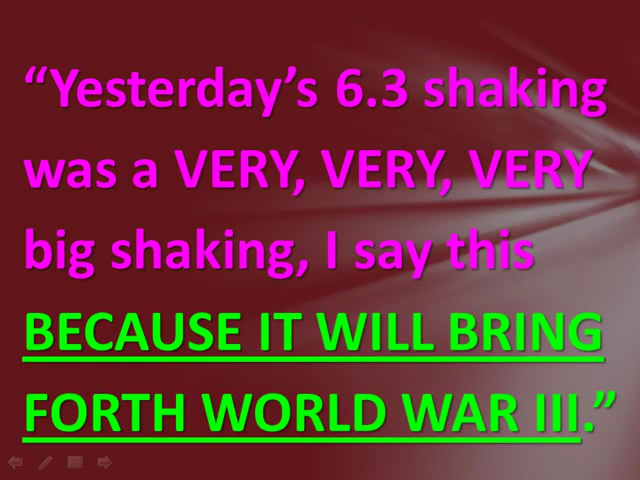 “Yesterday’s 6.3 shaking
was a VERY, VERY, VERY
big shaking, I say this
BECAUSE IT WILL BRING
FORTH WORLD WAR III.”